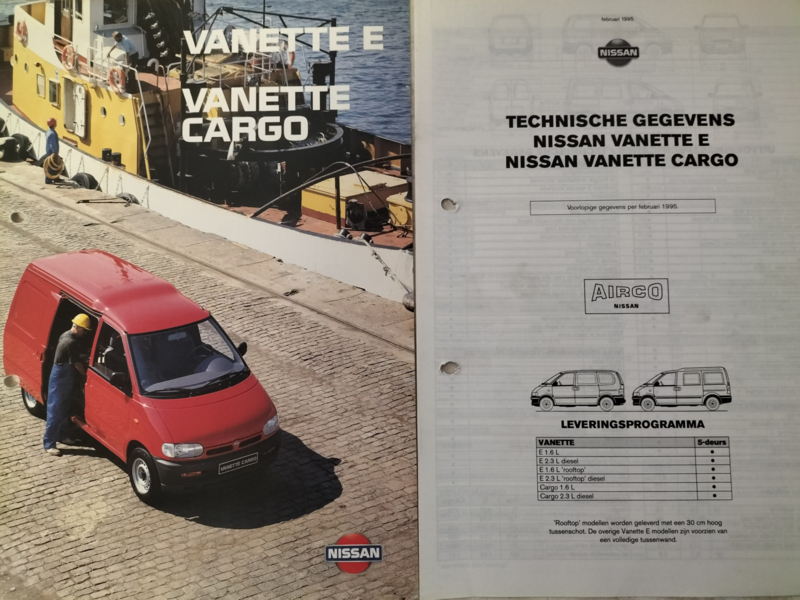 VANETTE E
VANETTE
CARGO
VANETTE CARGO
NISSAN
februari 1995
NISSAN
TECHNISCHE GEGEVENS
NISSAN VANETTE E
NISSAN VANETTE CARGO
Voorlopige gegevens per februari 1995.
AIRCO
NISSAN
LEVERINGSPROGRAMMA
VANETTE 5-deurs
E 1.6 L •
E 2.3 L diesel •
E 1.6 L 'rooftop' •
E 2.3 L 'rooftop' diesel •
Cargo 1.6 L •
Cargo 2.3 L diesel •
'Rooftop' modellen worden geleverd met een 30 cm hoog
tussenschot. De overige Vanette E modellen zijn voorzien van
een volledige tussenwand.